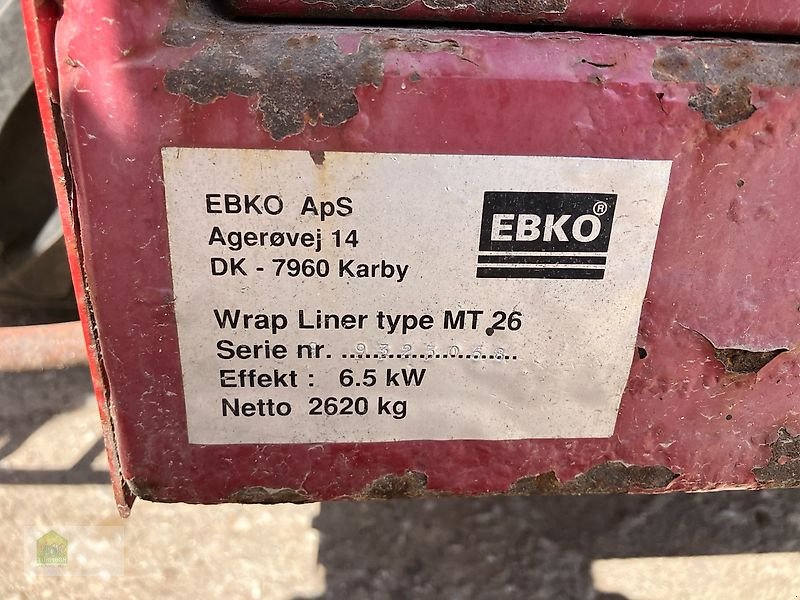 EBKO ApS
Agerøvej 14
DK - 7960 Karby
EBKO®
Wrap Liner type MT 26
Serie nr. ..............................
Effekt : 6.5 kW
Netto 2620 kg